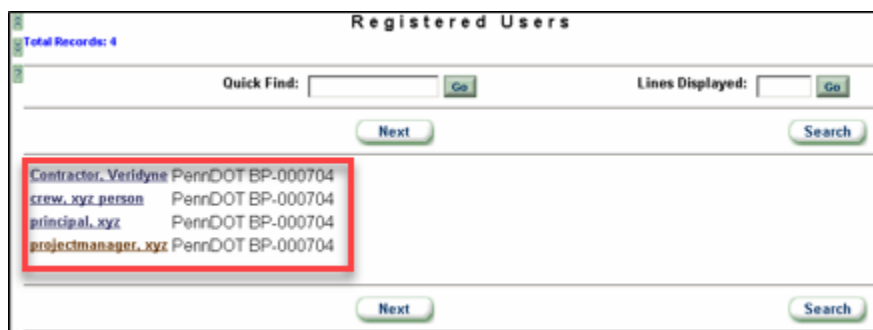 Registered Users
Total Records: 4
?
Quick Find: Go Lines Displayed: Go
Next Search
Contractor, Veridyne PennDOT BP-000704
crew, xyz person PennDOT BP-000704
principal, xyz PennDOT BP-000704
projectmanager, xyz PennDOT BP-000704
Next Search